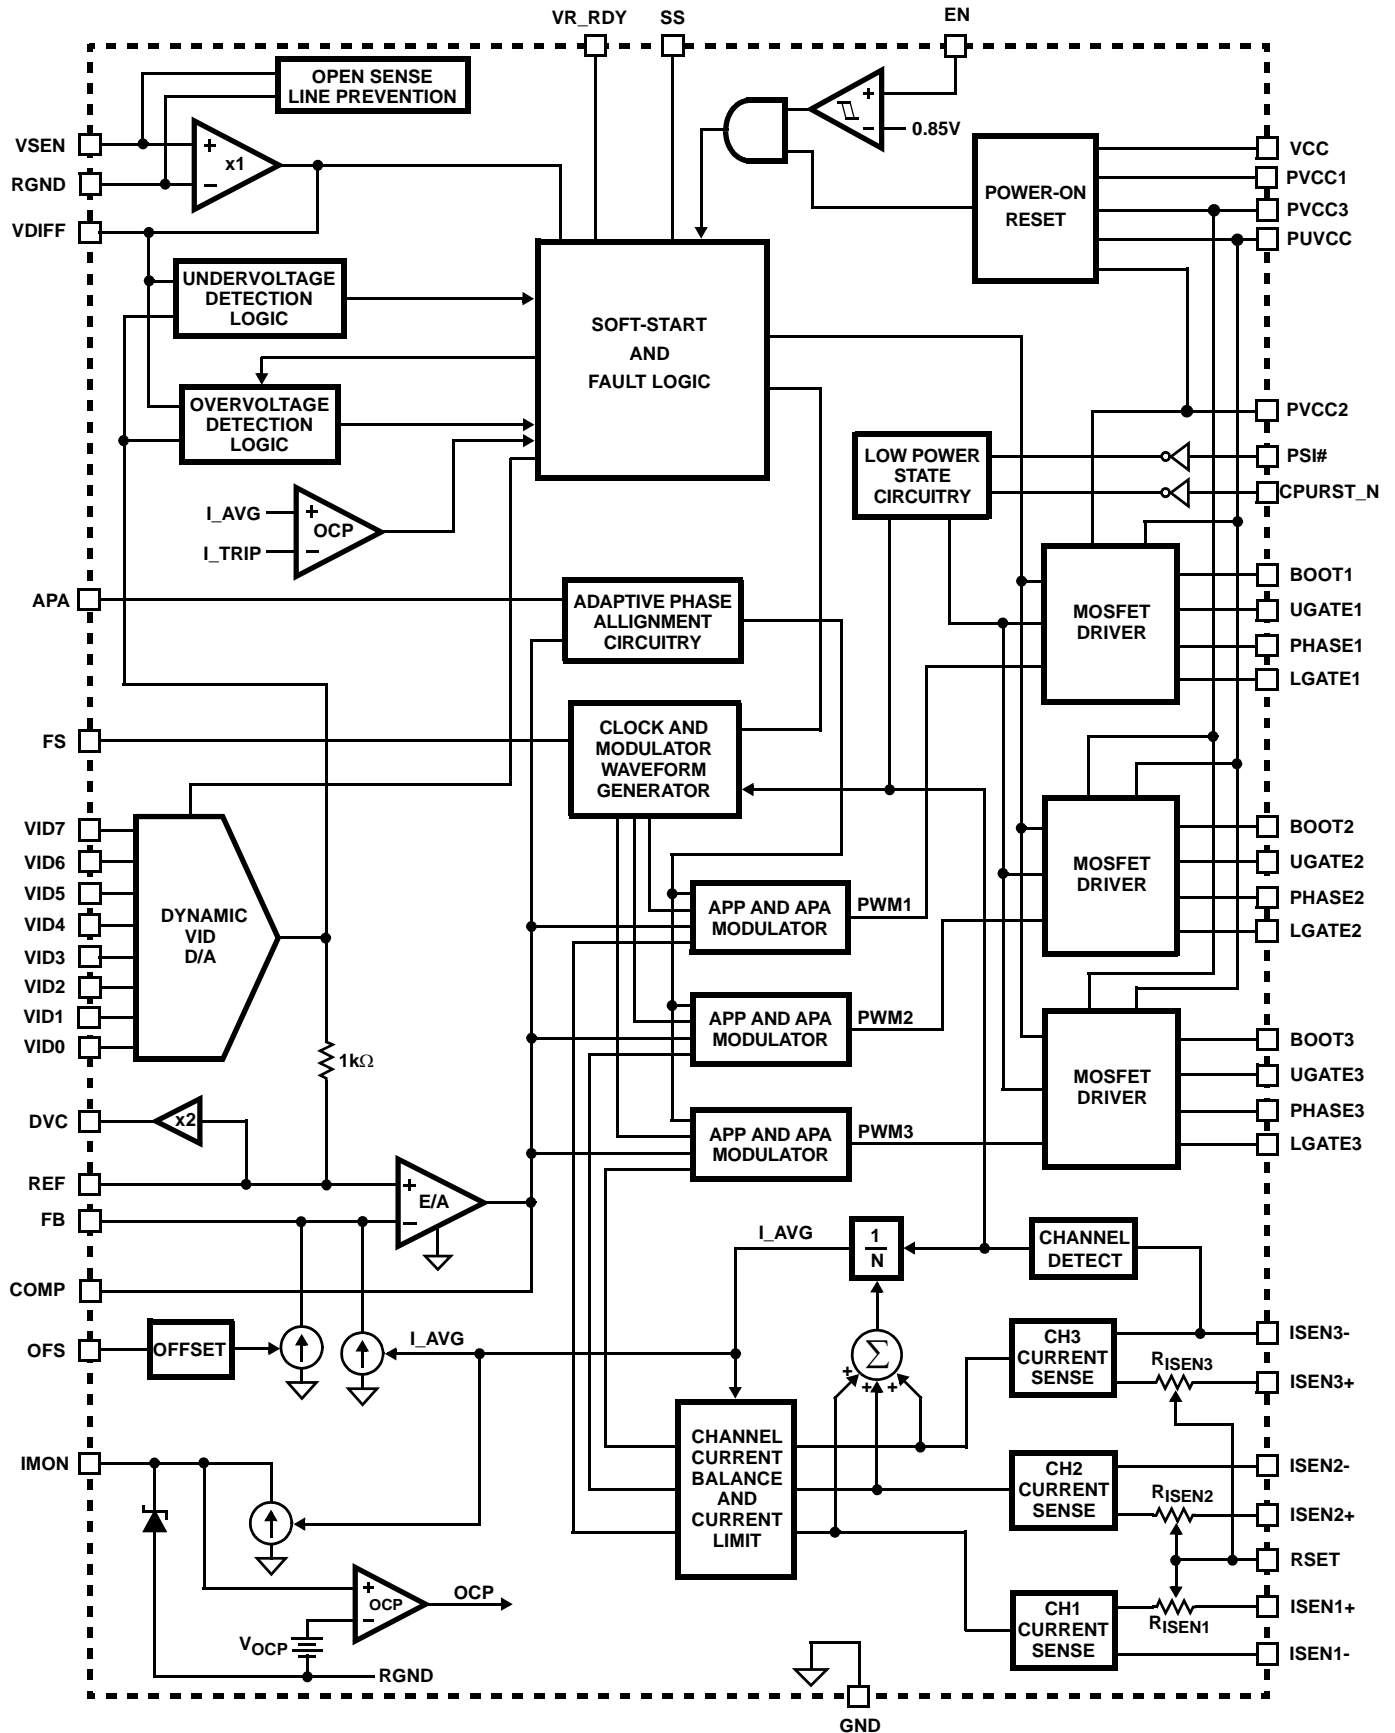 VR_RDY
SS
EN
OPEN SENSE
LINE PREVENTION
VSEN
+
x1
−
RGND
VDIFF
+
−
0.85V
POWER-ON
RESET
VCC
PVCC1
PVCC3
PUVCC
UNDERVOLTAGE
DETECTION
LOGIC
SOFT-START
AND
FAULT LOGIC
OVERVOLTAGE
DETECTION
LOGIC
PVCC2
PSI#
CPURST_N
LOW POWER
STATE
CIRCUITRY
I_AVG
+
OCP
I_TRIP
−
APA
ADAPTIVE PHASE
ALLIGNMENT
CIRCUITRY
MOSFET
DRIVER
BOOT1
UGATE1
PHASE1
LGATE1
FS
CLOCK AND
MODULATOR
WAVEFORM
GENERATOR
VID7
VID6
VID5
VID4
VID3
VID2
VID1
VID0
DYNAMIC
VID
D/A
MOSFET
DRIVER
BOOT2
UGATE2
PHASE2
LGATE2
APP AND APA
MODULATOR
PWM1
APP AND APA
MODULATOR
PWM2
1kΩ
MOSFET
DRIVER
BOOT3
UGATE3
PHASE3
LGATE3
DVC
x2
APP AND APA
MODULATOR
PWM3
REF
+
E/A
FB
−
I_AVG
1
N
CHANNEL
DETECT
COMP
OFS
OFFSET
I_AVG
Σ
+
+
+
CH3
CURRENT
SENSE
RISEN3
ISEN3-
ISEN3+
IMON
CHANNEL
CURRENT
BALANCE
AND
CURRENT
LIMIT
CH2
CURRENT
SENSE
RISEN2
ISEN2-
ISEN2+
RSET
+
OCP
−
OCP
VOCP
RGND
CH1
CURRENT
SENSE
RISEN1
ISEN1+
ISEN1-
GND